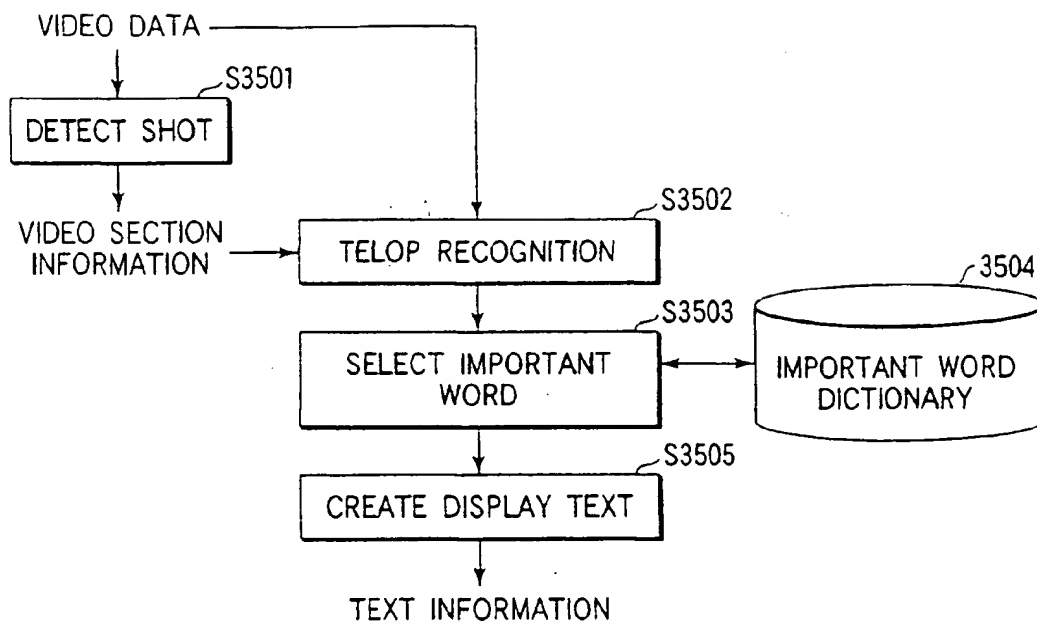 VIDEO DATA
S3501
DETECT SHOT
VIDEO SECTION
INFORMATION
S3502
TELOP RECOGNITION
S3503
SELECT IMPORTANT
WORD
3504
IMPORTANT WORD
DICTIONARY
S3505
CREATE DISPLAY TEXT
TEXT INFORMATION